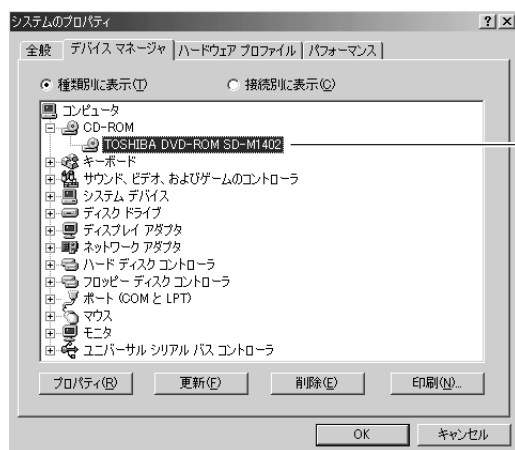 システムのプロパティ
? ×
全般 デバイス マネージャ ハードウェア プロファイル パフォーマンス
種類別に表示(T) 接続別に表示(C)
コンピュータ
CD-ROM
TOSHIBA DVD-ROM SD-M1402
キーボード
サウンド、ビデオ、およびゲームのコントローラ
システム デバイス
ディスク ドライブ
ディスプレイ アダプタ
ネットワーク アダプタ
ハード ディスク コントローラ
フロッピー ディスク コントローラ
ポート (COM と LPT)
マウス
モニタ
ユニバーサル シリアル バス コントローラ
プロパティ(R) 更新(F) 削除(E) 印刷(N)...
OK キャンセル